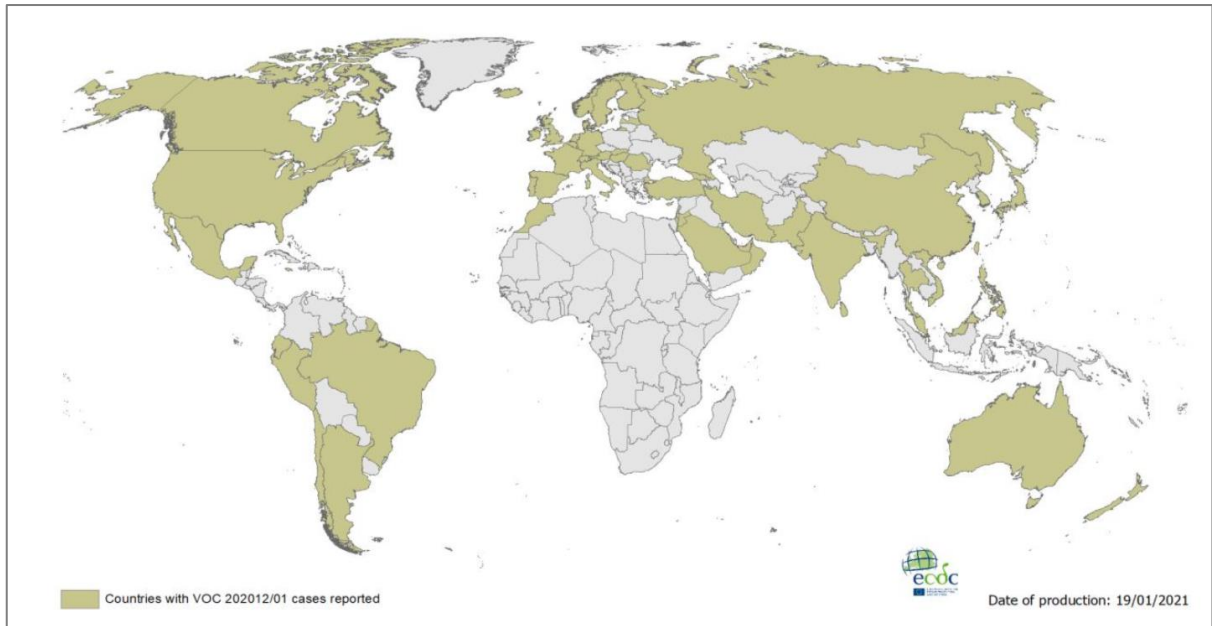 ecdc
Countries with VOC 202012/01 cases reported
Date of production: 19/01/2021